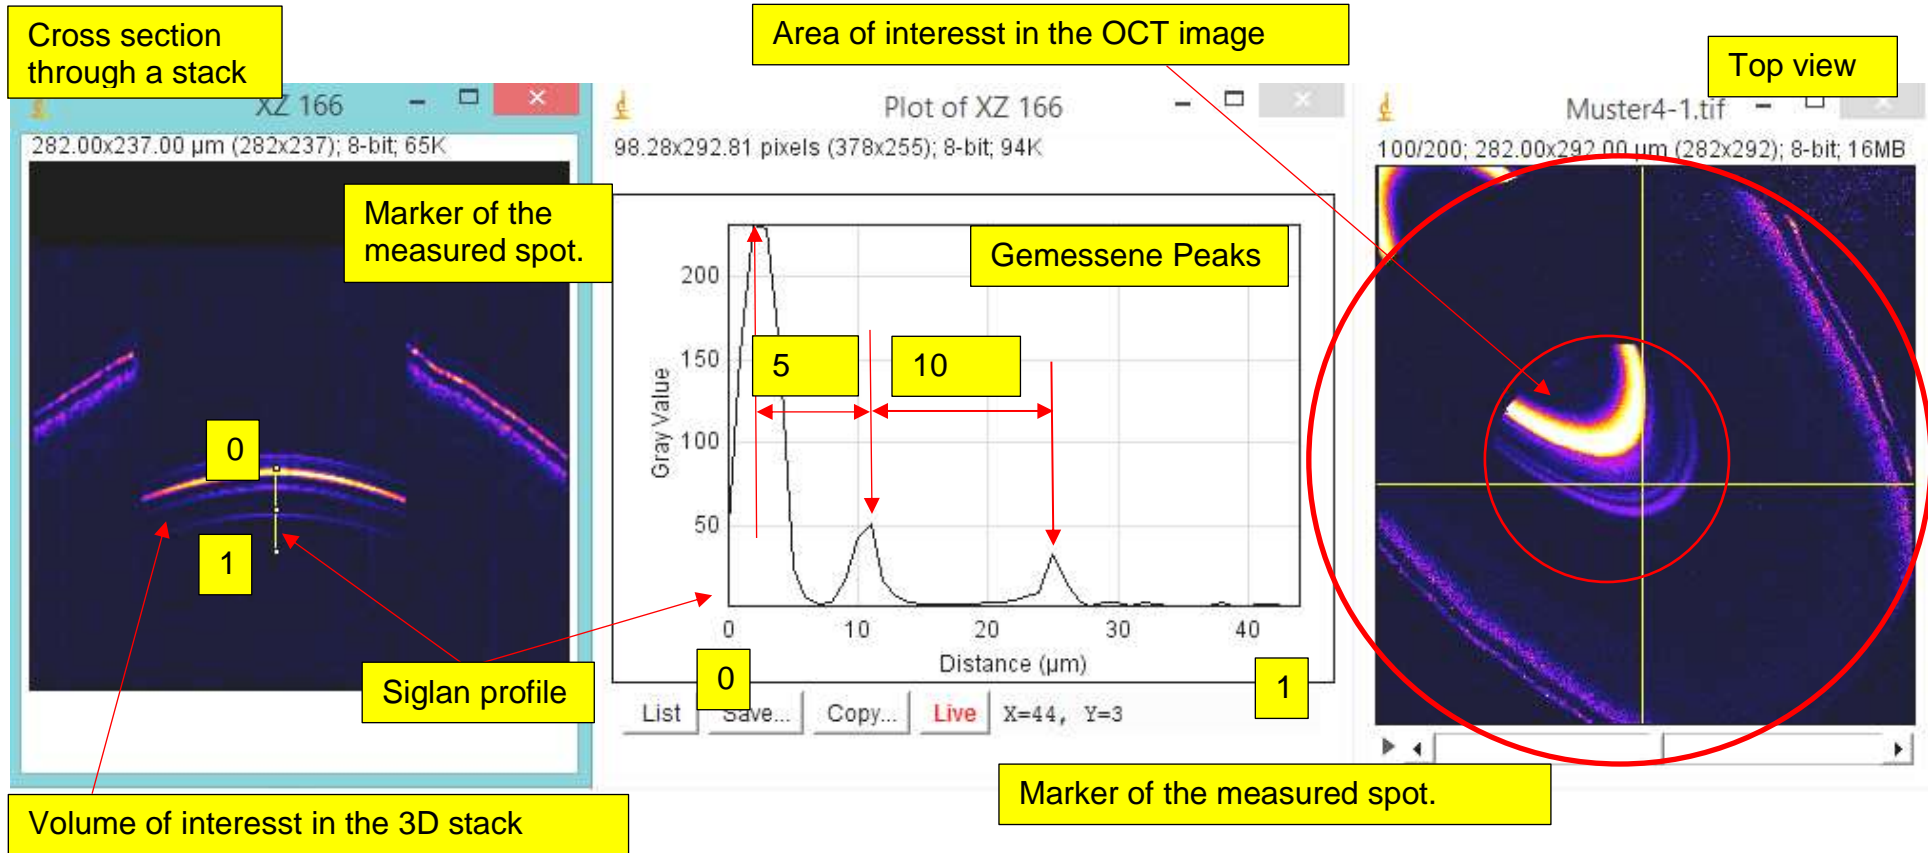 Cross section
through a stack
Area of interesst in the OCT image
Top view
XZ 166
282.00x237.00 µm (282x237); 8-bit; 65K
Plot of XZ 166
98.28x292.81 pixels (378x255); 8-bit; 94K
Muster4-1.tif
100/200; 282.00x292.00 µm (282x292); 8-bit; 16MB
Marker of the
measured spot.
Gemessene Peaks
200
150
100
50
Gray Value
5
10
0
1
0
10
20
30
40
Distance (µm)
Siglan profile
0
1
List
Save...
Copy...
Live
X=44, Y=3
Marker of the measured spot.
Volume of interesst in the 3D stack